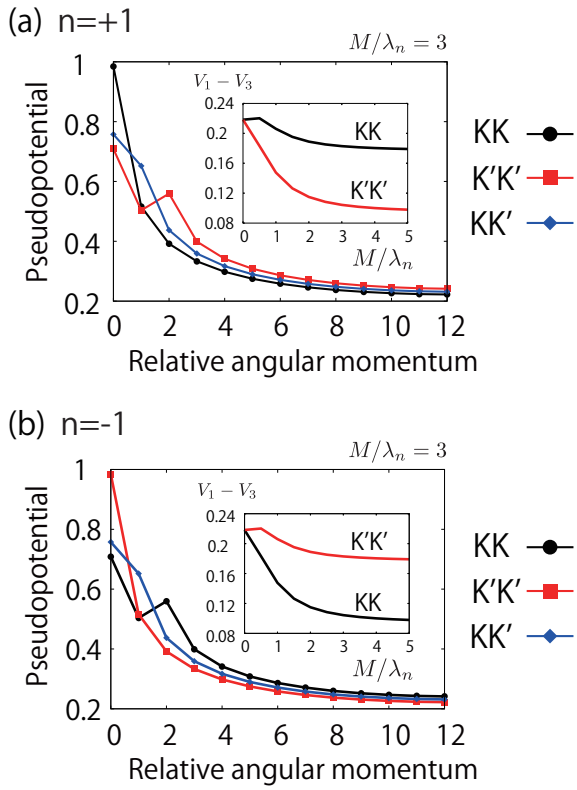 (a) n=+1
M/λₙ = 3
Pseudopotential
1
0.8
0.6
0.4
0.2
0 2 4 6 8 10 12
Relative angular momentum
V₁ − V₃
0.24
0.2
0.16
0.12
0.08
0 1 2 3 4 5
M/λₙ
KK
K'K'
KK
K'K'
KK'
(b) n=-1
M/λₙ = 3
Pseudopotential
1
0.8
0.6
0.4
0.2
0 2 4 6 8 10 12
Relative angular momentum
V₁ − V₃
0.24
0.2
0.16
0.12
0.08
0 1 2 3 4 5
M/λₙ
K'K'
KK
KK
K'K'
KK'